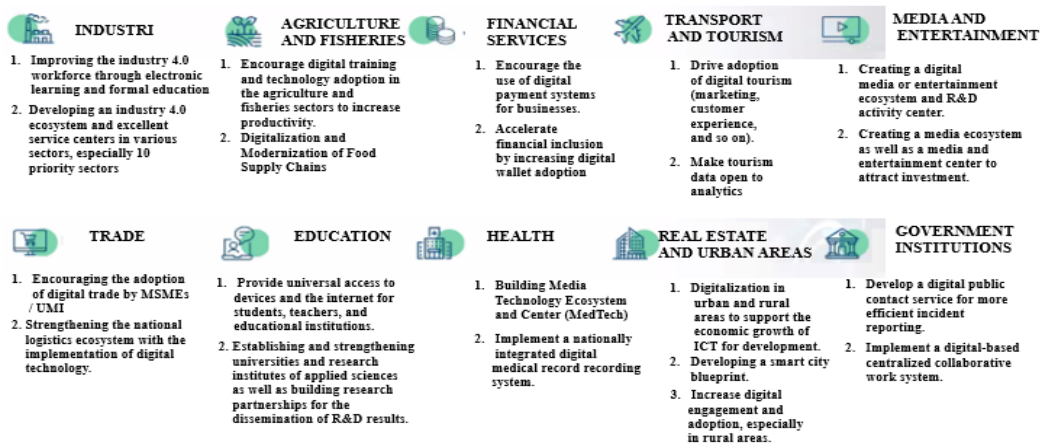 INDUSTRI
1. Improving the industry 4.0
workforce through electronic
learning and formal education
2. Developing an industry 4.0
ecosystem and excellent
service centers in various
sectors, especially 10
priority sectors
AGRICULTURE
AND FISHERIES
1. Encourage digital training
and technology adoption in
the agriculture and
fisheries sectors to increase
productivity.
2. Digitalization and
Modernization of Food
Supply Chains
FINANCIAL
SERVICES
1. Encourage the
use of digital
payment systems
for businesses.
2. Accelerate
financial inclusion
by increasing digital
wallet adoption
TRANSPORT
AND TOURISM
1. Drive adoption
of digital tourism
(marketing,
customer
experience,
and so on).
2. Make tourism
data open to
analytics
MEDIA AND
ENTERTAINMENT
1. Creating a digital
media or entertainment
ecosystem and R&D
activity center.
2. Creating a media ecosystem
as well as a media and
entertainment center to
attract investment.
TRADE
1. Encouraging the adoption
of digital trade by MSMEs
/ UMI
2. Strengthening the national
logistics ecosystem with the
implementation of digital
technology.
EDUCATION
1. Provide universal access to
devices and the internet for
students, teachers, and
educational institutions.
2. Establishing and strengthening
universities and research
institutes of applied sciences
as well as building research
partnerships for the
dissemination of R&D results.
HEALTH
1. Building Media
Technology Ecosystem
and Center (MedTech)
2. Implement a nationally
integrated digital
medical record recording
system.
REAL ESTATE
AND URBAN AREAS
1. Digitalization in
urban and rural
areas to support the
economic growth of
ICT for development.
2. Developing a smart city
blueprint.
3. Increase digital
engagement and
adoption, especially
in rural areas.
GOVERNMENT
INSTITUTIONS
1. Develop a digital public
contact service for more
efficient incident
reporting.
2. Implement a digital-based
centralized collaborative
work system.